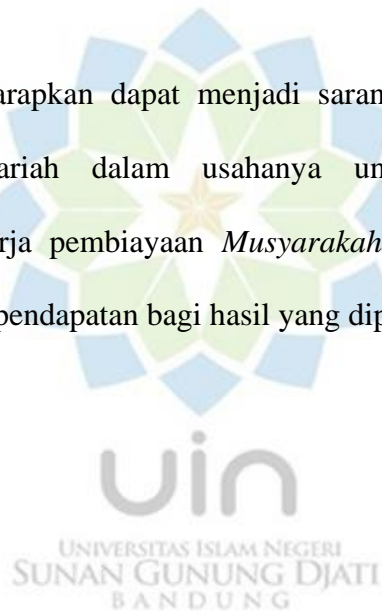 arapkan dapat menjadi saran
ariah dalam usahanya un
rja pembiayaan Musyarakah
pendapatan bagi hasil yang dip
uin
UNIVERSITAS ISLAM NEGERI
SUNAN GUNUNG DJATI
BANDUNG